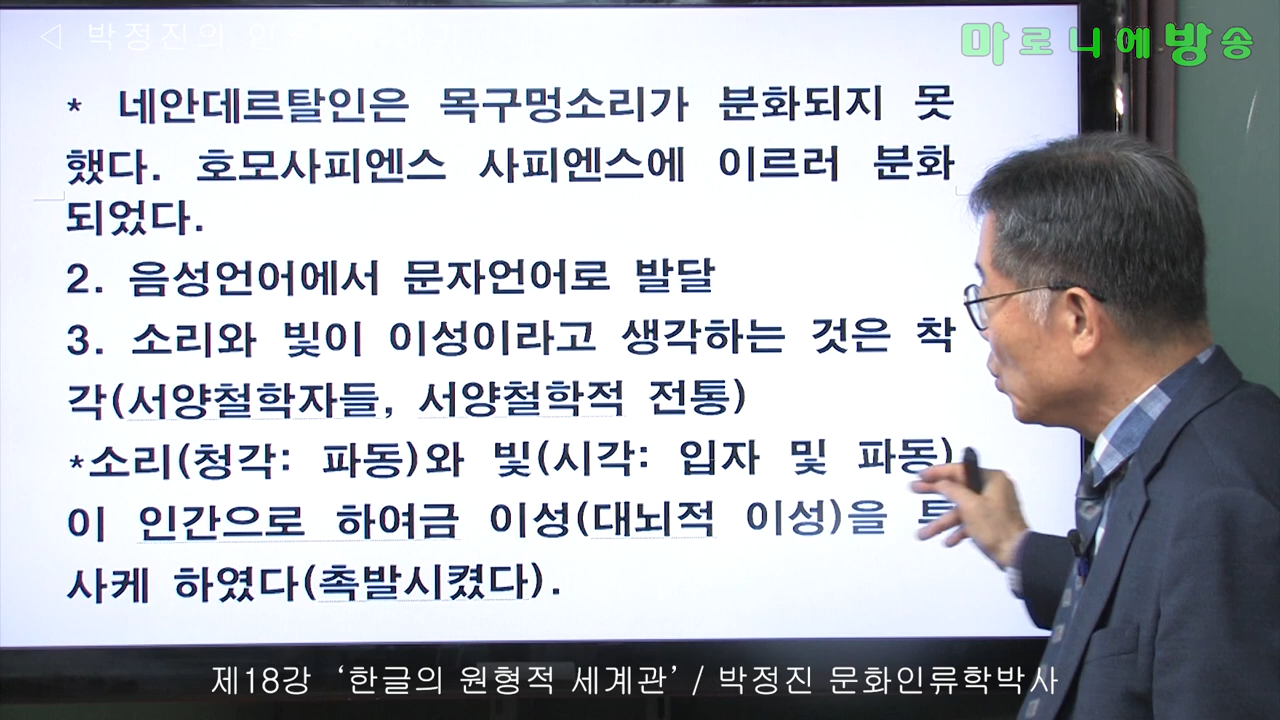 ◁ 박정진의
마로니에방송
* 네안데르탈인은 목구멍소리가 분화되지 못
했다. 호모사피엔스 사피엔스에 이르러 분화
되었다.
2. 음성언어에서 문자언어로 발달
3. 소리와 빛이 이성이라고 생각하는 것은 착
각(서양철학자들, 서양철학적 전통)
*소리(청각: 파동)와 빛(시각: 입자 및 파동)
이 인간으로 하여금 이성(대뇌적 이성)을
사케 하였다(촉발시켰다).
제18강 ‘한글의 원형적 세계관’ / 박정진 문화인류학박사